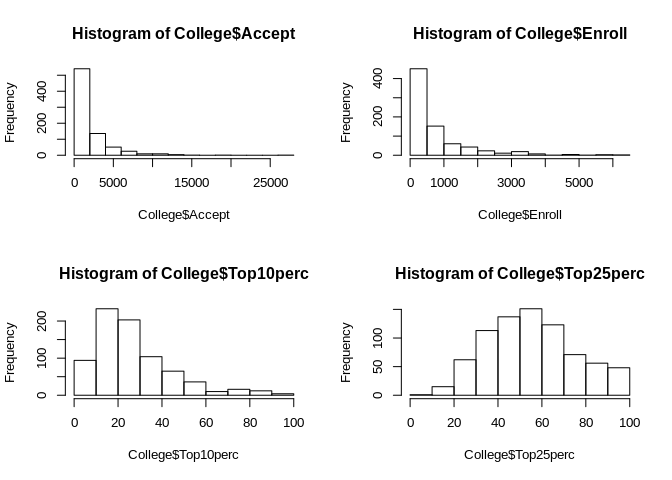 Histogram of College$Accept
Frequency
0 200 400
0 5000 15000 25000
College$Accept
Histogram of College$Enroll
Frequency
0 200 400
0 1000 3000 5000
College$Enroll
Histogram of College$Top10perc
Frequency
0 100 200
0 20 40 60 80 100
College$Top10perc
Histogram of College$Top25perc
Frequency
0 50 100
0 20 40 60 80 100
College$Top25perc